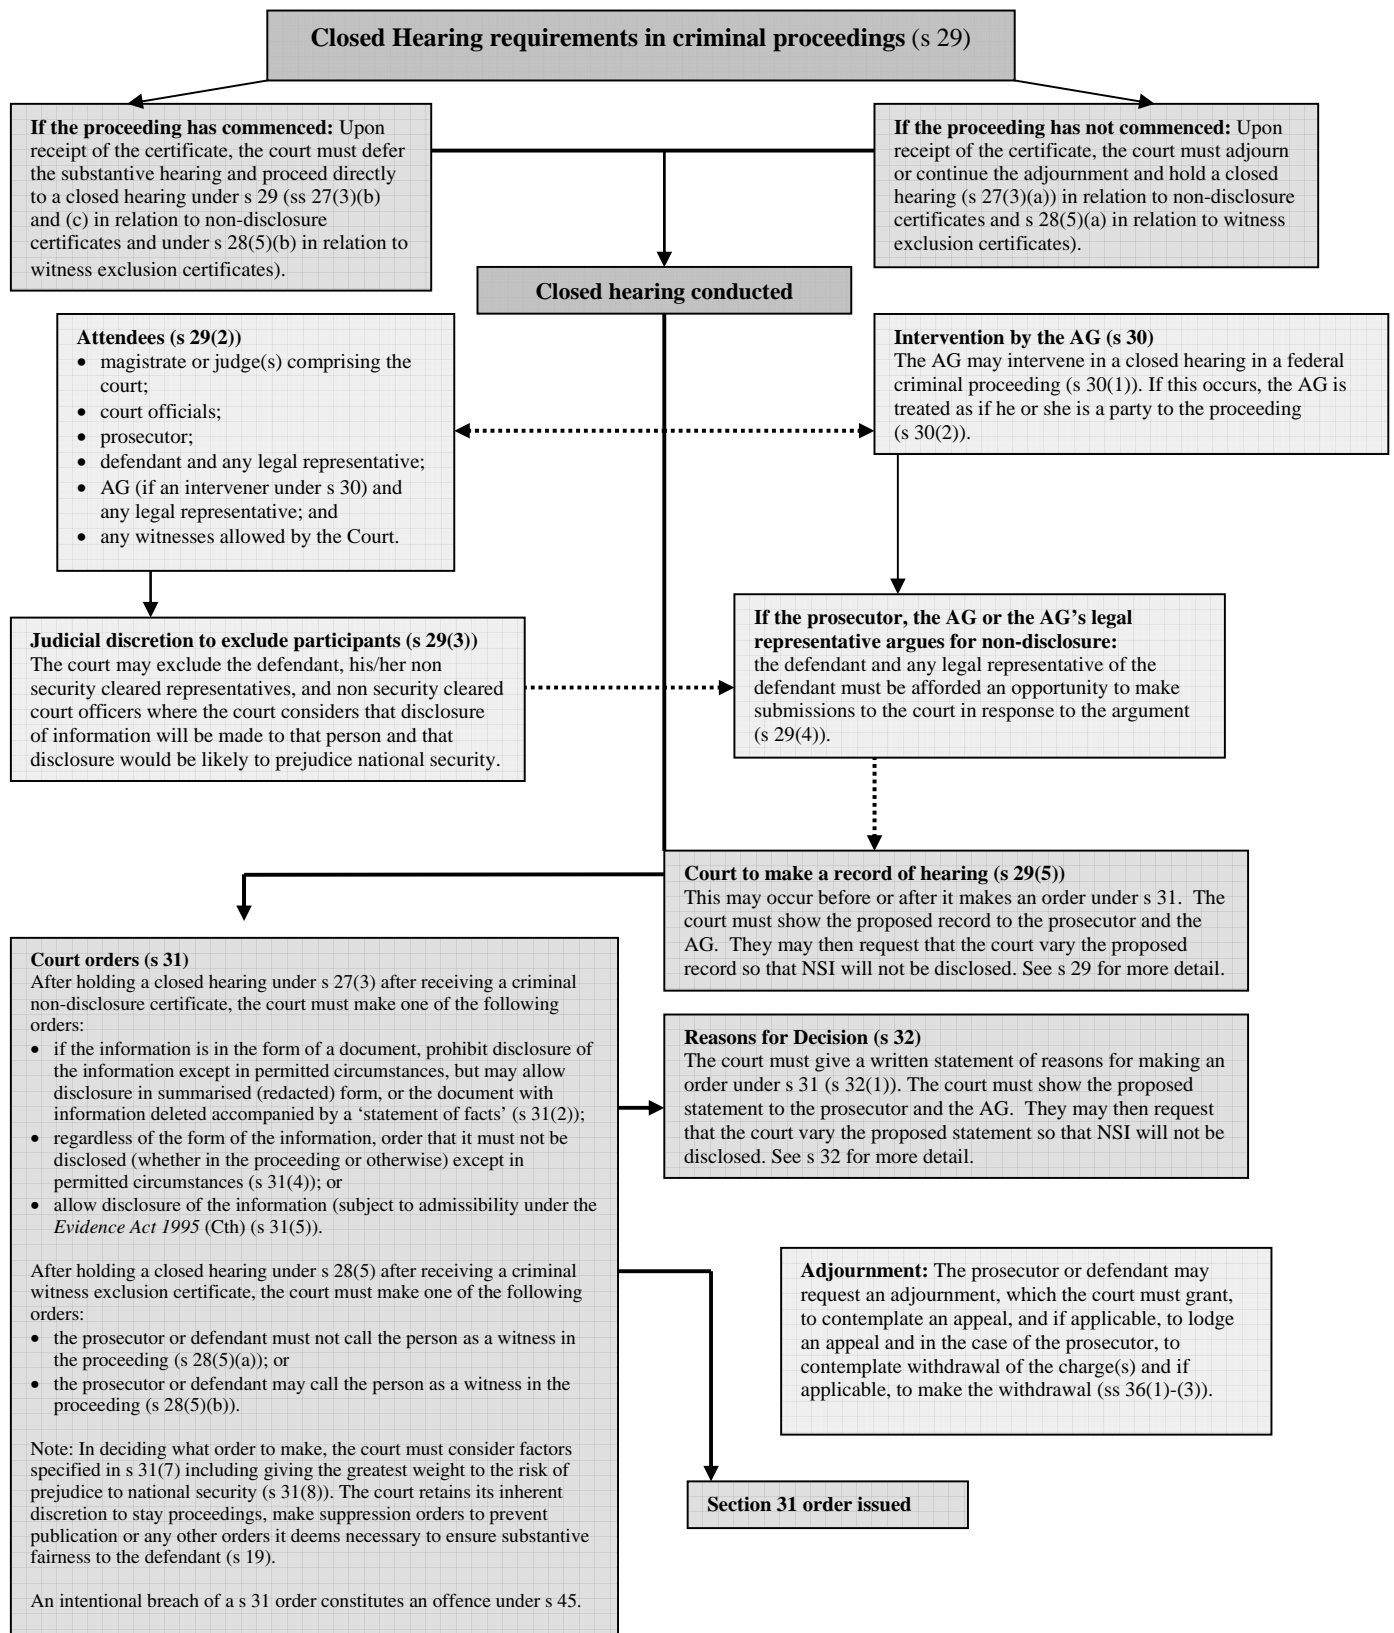 Closed Hearing requirements in criminal proceedings (s 29)
If the proceeding has commenced: Upon
receipt of the certificate, the court must defer
the substantive hearing and proceed directly
to a closed hearing under s 29 (ss 27(3)(b)
and (c) in relation to non-disclosure
certificates and under s 28(5)(b) in relation to
witness exclusion certificates).
If the proceeding has not commenced: Upon
receipt of the certificate, the court must adjourn
or continue the adjournment and hold a closed
hearing (s 27(3)(a)) in relation to non-disclosure
certificates and s 28(5)(a) in relation to witness
exclusion certificates).
Closed hearing conducted
Attendees (s 29(2))
• magistrate or judge(s) comprising the
court;
• court officials;
• prosecutor;
• defendant and any legal representative;
• AG (if an intervener under s 30) and
any legal representative; and
• any witnesses allowed by the Court.
Intervention by the AG (s 30)
The AG may intervene in a closed hearing in a federal
criminal proceeding (s 30(1)). If this occurs, the AG is
treated as if he or she is a party to the proceeding
(s 30(2)).
Judicial discretion to exclude participants (s 29(3))
The court may exclude the defendant, his/her non
security cleared representatives, and non security cleared
court officers where the court considers that disclosure
of information will be made to that person and that
disclosure would be likely to prejudice national security.
If the prosecutor, the AG or the AG’s legal
representative argues for non-disclosure:
the defendant and any legal representative of the
defendant must be afforded an opportunity to make
submissions to the court in response to the argument
(s 29(4)).
Court to make a record of hearing (s 29(5))
This may occur before or after it makes an order under s 31.  The
court must show the proposed record to the prosecutor and the
AG.  They may then request that the court vary the proposed
record so that NSI will not be disclosed. See s 29 for more detail.
Court orders (s 31)
After holding a closed hearing under s 27(3) after receiving a criminal
non-disclosure certificate, the court must make one of the following
orders:
• if the information is in the form of a document, prohibit disclosure of
the information except in permitted circumstances, but may allow
disclosure in summarised (redacted) form, or the document with
information deleted accompanied by a ‘statement of facts’ (s 31(2));
• regardless of the form of the information, order that it must not be
disclosed (whether in the proceeding or otherwise) except in
permitted circumstances (s 31(4)); or
• allow disclosure of the information (subject to admissibility under the
Evidence Act 1995 (Cth) (s 31(5)).
After holding a closed hearing under s 28(5) after receiving a criminal
witness exclusion certificate, the court must make one of the following
orders:
• the prosecutor or defendant must not call the person as a witness in
the proceeding (s 28(5)(a)); or
• the prosecutor or defendant may call the person as a witness in the
proceeding (s 28(5)(b)).
Note: In deciding what order to make, the court must consider factors
specified in s 31(7) including giving the greatest weight to the risk of
prejudice to national security (s 31(8)). The court retains its inherent
discretion to stay proceedings, make suppression orders to prevent
publication or any other orders it deems necessary to ensure substantive
fairness to the defendant (s 19).
An intentional breach of a s 31 order constitutes an offence under s 45.
Reasons for Decision (s 32)
The court must give a written statement of reasons for making an
order under s 31 (s 32(1)). The court must show the proposed
statement to the prosecutor and the AG.  They may then request
that the court vary the proposed statement so that NSI will not be
disclosed. See s 32 for more detail.
Adjournment: The prosecutor or defendant may
request an adjournment, which the court must grant,
to contemplate an appeal, and if applicable, to lodge
an appeal and in the case of the prosecutor, to
contemplate withdrawal of the charge(s) and if
applicable, to make the withdrawal (ss 36(1)-(3)).
Section 31 order issued